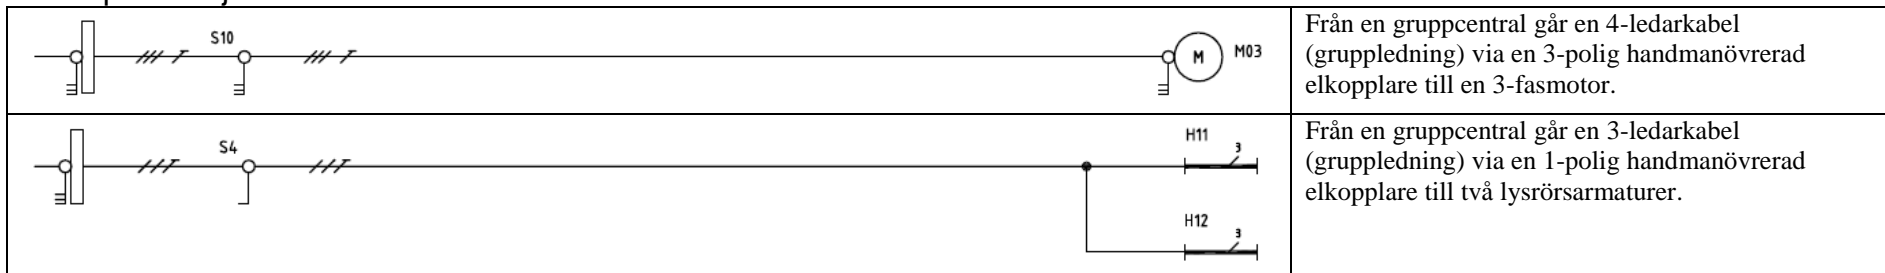 S10
M
M03
Från en gruppcentral går en 4-ledarkabel
(gruppledning) via en 3-polig handmanövrerad
elkopplare till en 3-fasmotor.
S4
H11
3
H12
3
Från en gruppcentral går en 3-ledarkabel
(gruppledning) via en 1-polig handmanövrerad
elkopplare till två lysrörsarmaturer.